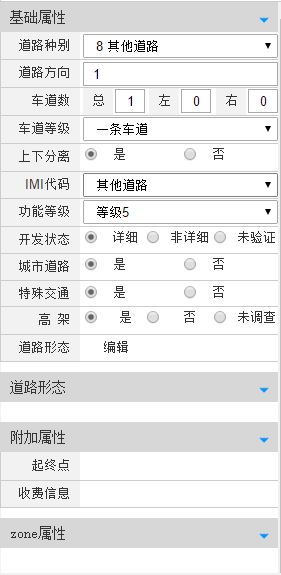 基础属性
道路种别 8 其他道路
道路方向 1
车道数 总 1 左 0 右 0
车道等级 一条车道
上下分离 是 否
IMI代码 其他道路
功能等级 等级5
开发状态 详细 非详细 未验证
城市道路 是 否
特殊交通 是 否
高 架 是 否 未调查
道路形态 编辑
道路形态
附加属性
起终点
收费信息
zone属性